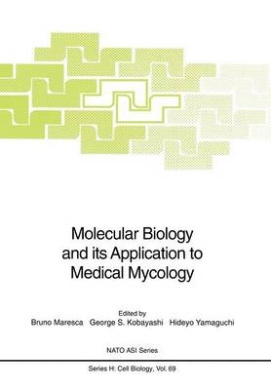 Molecular Biology
and its Application to
Medical Mycology
Edited by
Bruno Maresca George S. Kobayashi Hideyo Yamaguchi
NATO ASI Series
Series H: Cell Biology, Vol. 69